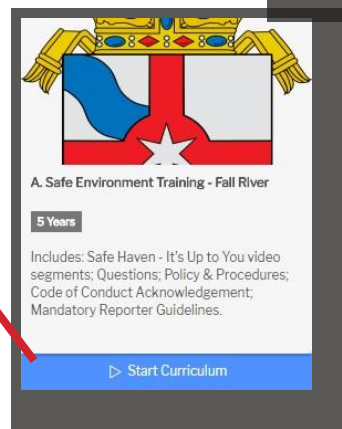 A. Safe Environment Training - Fall River
5 Years
Includes: Safe Haven - It's Up to You video
segments; Questions; Policy & Procedures;
Code of Conduct Acknowledgement;
Mandatory Reporter Guidelines.
Start Curriculum